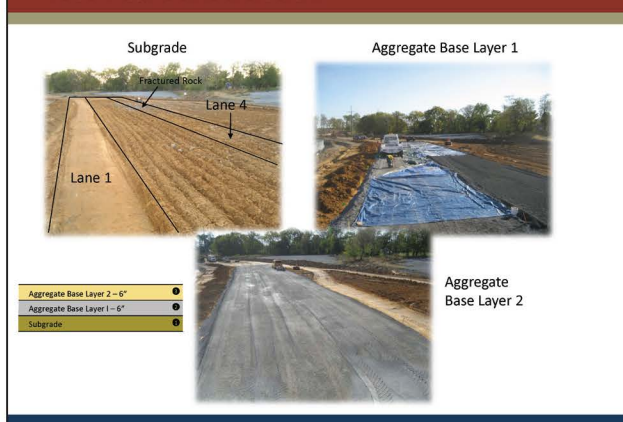 Subgrade
Aggregate Base Layer 1
Fractured Rock
Lane 4
Lane 1
Aggregate
Base Layer 2
Aggregate Base Layer 2 – 6"
Aggregate Base Layer I – 6"
Subgrade